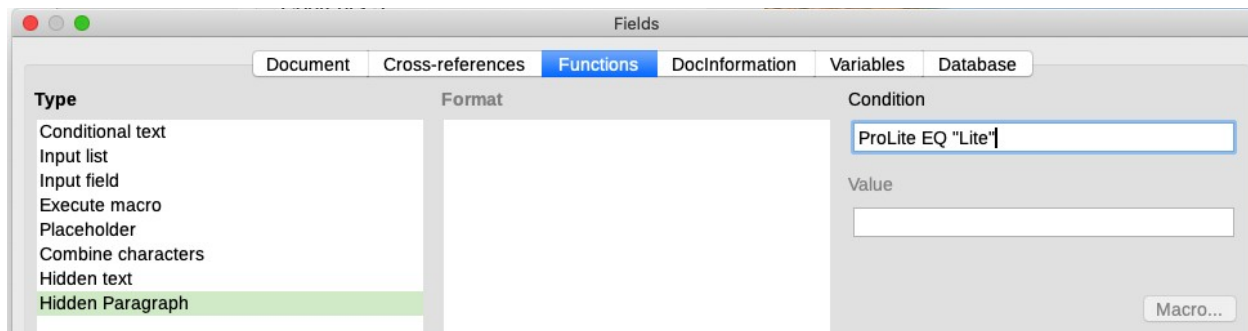 Fields
Document Cross-references Functions DocInformation Variables Database
Type Format Condition
Conditional text
ProLite EQ "Lite"
Input list
Input field
Value
Execute macro
Placeholder
Combine characters
Hidden text
Hidden Paragraph
Macro...